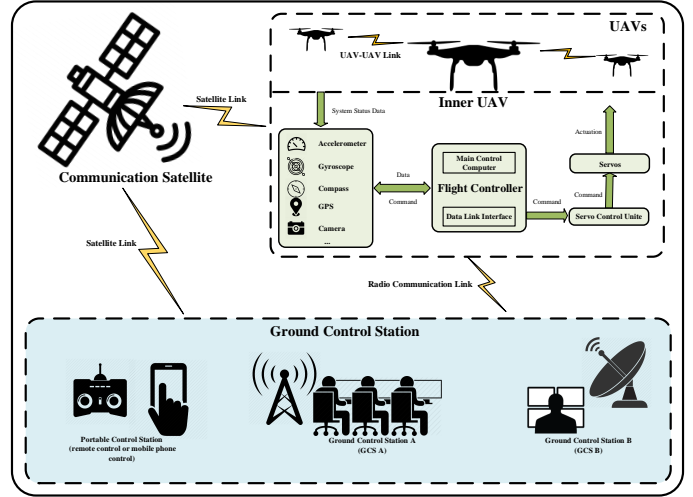 UAVs
UAV-UAV Link
Inner UAV
Satellite Link
System Status Data
Communication Satellite
Accelerometer
Gyroscope
Compass
GPS
Camera
...
Data
Command
Main Control
Computer
Flight Controller
Data Link Interface
Command
Actuation
Servos
Command
Servo Control Unite
Satellite Link
Radio Communication Link
Ground Control Station
Portable Control Station
(remote control or mobile phone
control)
Ground Control Station A
(GCS A)
Ground Control Station B
(GCS B)